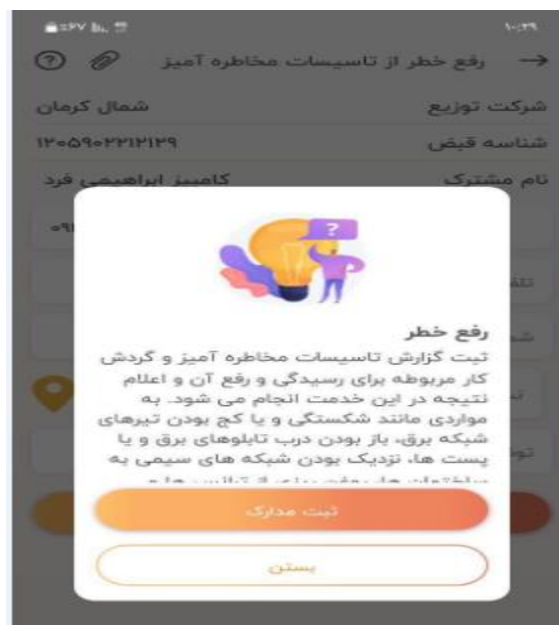 ۱۰:۲۹
٪۶۷
رفع خطر از تاسیسات مخاطره آمیز
شرکت توزیع شمال کرمان
شناسه قبض ۱۲۰۵۹۰۲۲۱۲۱۲۹
نام مشترک کامبیز ابراهیمی فرد
?
رفع خطر
ثبت گزارش تاسیسات مخاطره آمیز و گردش
کار مربوطه برای رسیدگی و رفع آن و اعلام
نتیجه در این خدمت انجام می شود. به
مواردی مانند شکستگی و یا کج بودن تیرهای
شبکه برق، باز بودن درب تابلوهای برق و یا
پست ها، نزدیک بودن شبکه های سیمی به
ثبت مدارک
بستن